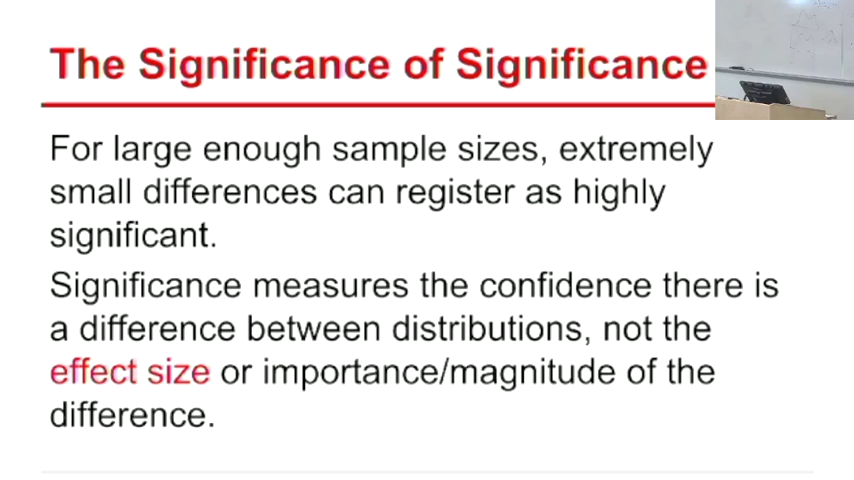 The Significance of Significance
For large enough sample sizes, extremely
small differences can register as highly
significant.
Significance measures the confidence there is
a difference between distributions, not the
effect size or importance/magnitude of the
difference.